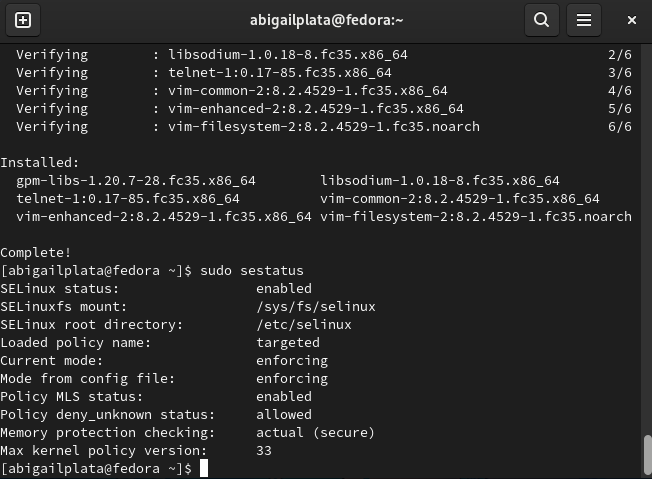 abigailplata@fedora:~
Verifying : libsodium-1.0.18-8.fc35.x86_64 2/6
Verifying : telnet-1:0.17-85.fc35.x86_64 3/6
Verifying : vim-common-2:8.2.4529-1.fc35.x86_64 4/6
Verifying : vim-enhanced-2:8.2.4529-1.fc35.x86_64 5/6
Verifying : vim-filesystem-2:8.2.4529-1.fc35.noarch 6/6
Installed:
gpm-libs-1.20.7-28.fc35.x86_64 libsodium-1.0.18-8.fc35.x86_64
telnet-1:0.17-85.fc35.x86_64 vim-common-2:8.2.4529-1.fc35.x86_64
vim-enhanced-2:8.2.4529-1.fc35.x86_64 vim-filesystem-2:8.2.4529-1.fc35.noarch
Complete!
[abigailplata@fedora ~]$ sudo sestatus
SELinux status: enabled
SELinuxfs mount: /sys/fs/selinux
SELinux root directory: /etc/selinux
Loaded policy name: targeted
Current mode: enforcing
Mode from config file: enforcing
Policy MLS status: enabled
Policy deny_unknown status: allowed
Memory protection checking: actual (secure)
Max kernel policy version: 33
[abigailplata@fedora ~]$